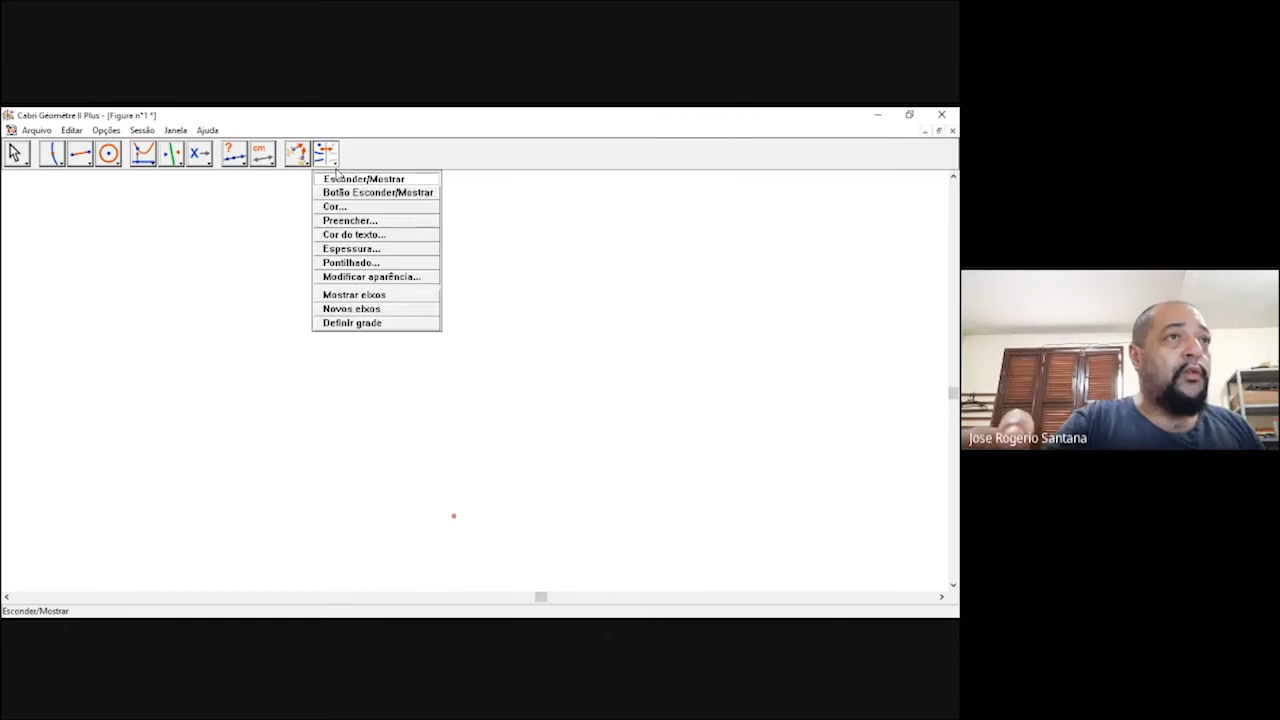 Cabri Géomètre II Plus - [Figura n°1 *]
Arquivo Editar Opções Sessão Janela Ajuda
X
?
cm
Esconder/Mostrar
Botão Esconder/Mostrar
Cor...
Preencher...
Cor do texto...
Espessura...
Pontilhado...
Modificar aparência...
Mostrar eixos
Novos eixos
Definir grade
Jose Rogerio Santana
Esconder/Mostrar